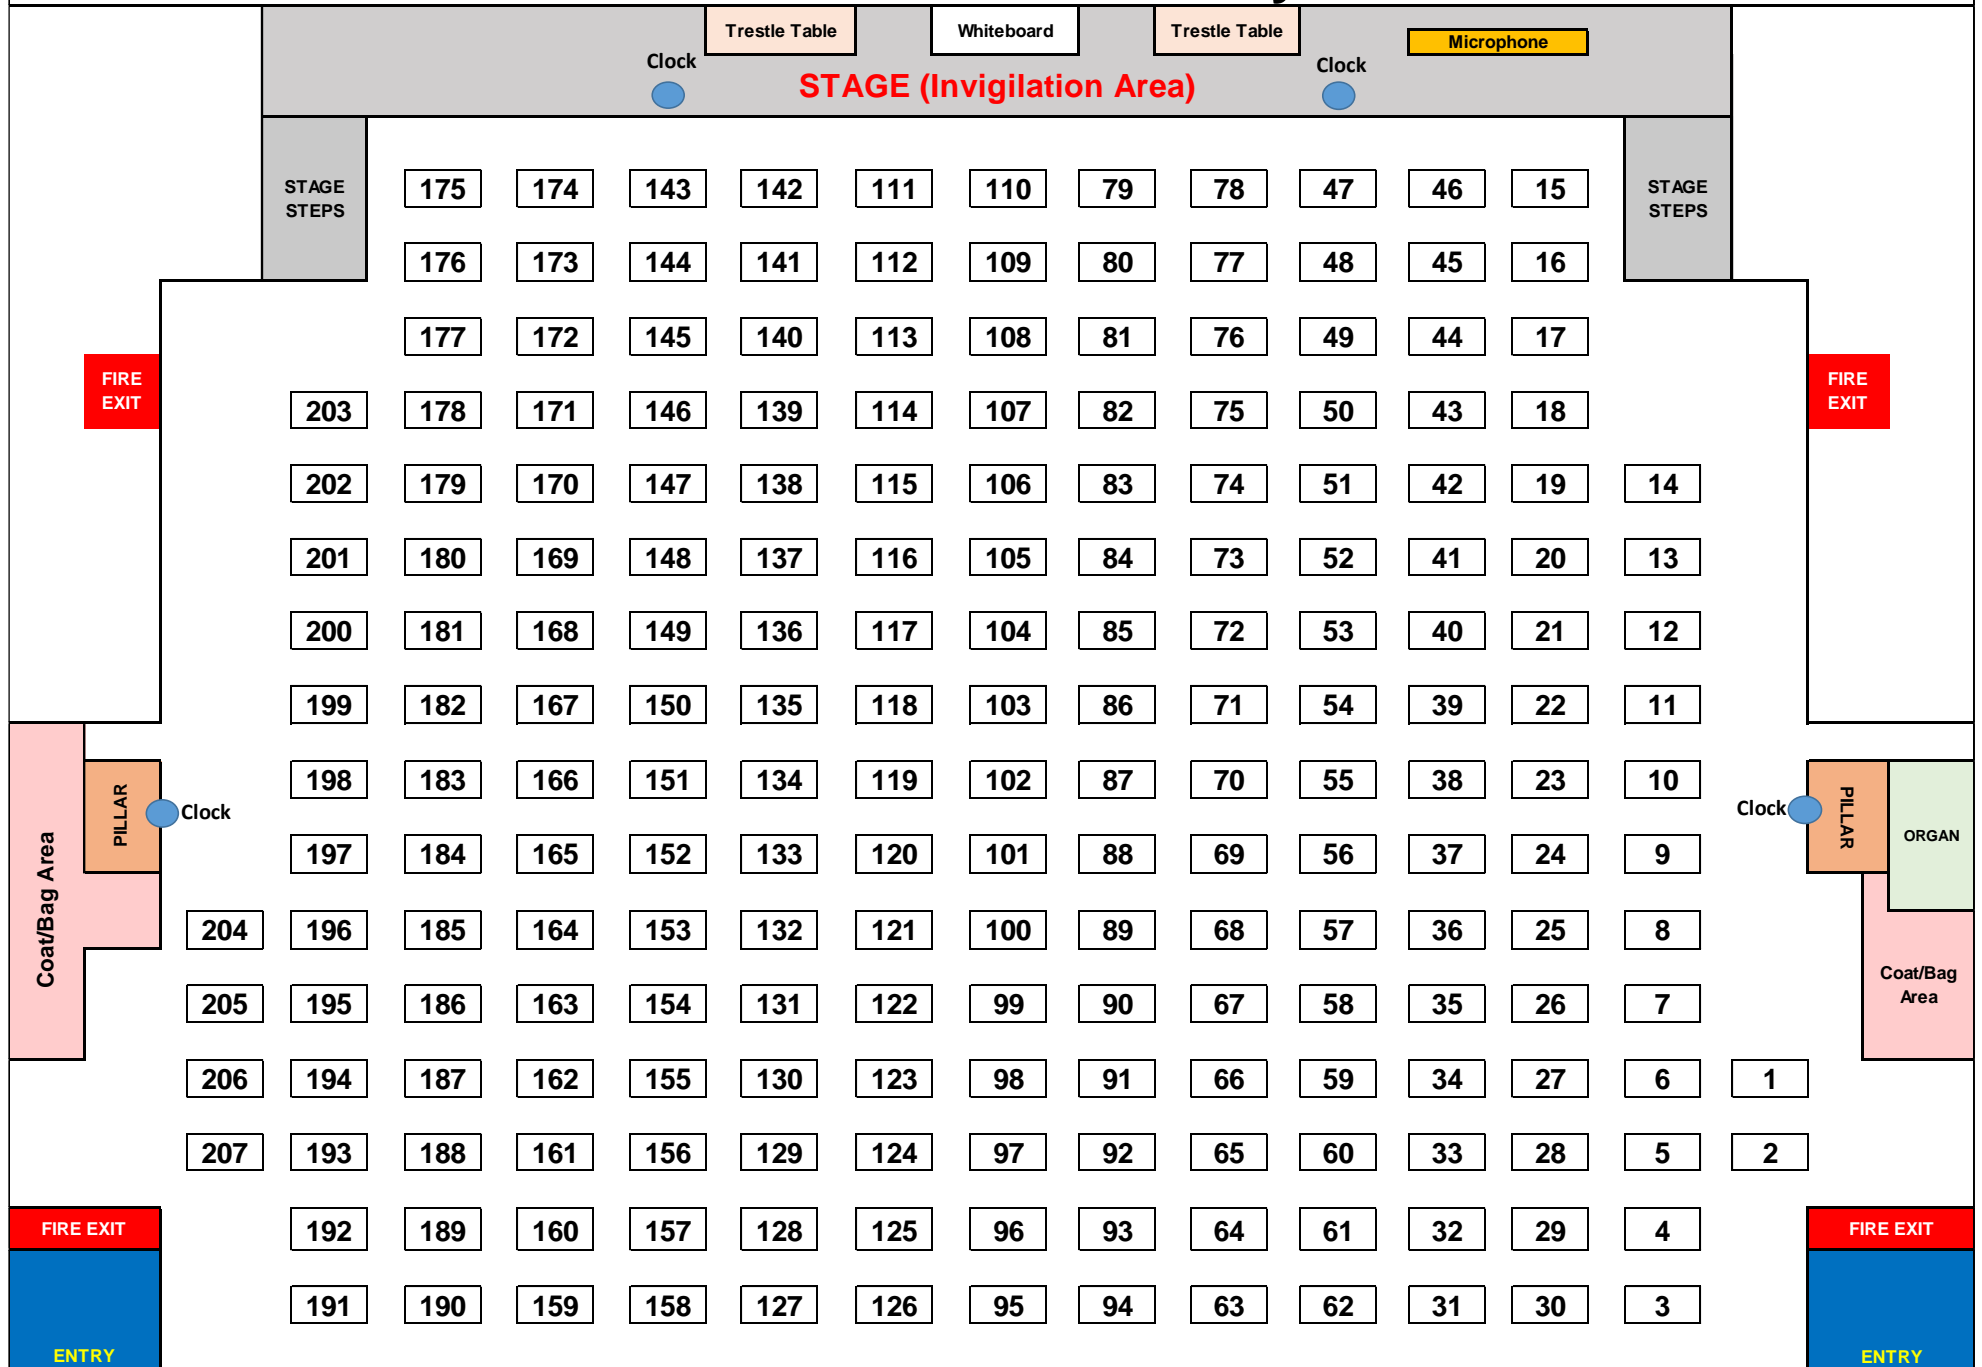 Trestle Table Whiteboard Trestle Table Microphone
Clock Clock
STAGE (Invigilation Area)
STAGE
STEPS
175 174 143 142 111 110 79 78 47 46 15
STAGE
STEPS
176 173 144 141 112 109 80 77 48 45 16
177 172 145 140 113 108 81 76 49 44 17
FIRE
EXIT
203 178 171 146 139 114 107 82 75 50 43 18
FIRE
EXIT
202 179 170 147 138 115 106 83 74 51 42 19 14
201 180 169 148 137 116 105 84 73 52 41 20 13
200 181 168 149 136 117 104 85 72 53 40 21 12
199 182 167 150 135 118 103 86 71 54 39 22 11
198 183 166 151 134 119 102 87 70 55 38 23 10
PILLAR Clock Clock PILLAR ORGAN
197 184 165 152 133 120 101 88 69 56 37 24 9
Coat/Bag Area
204 196 185 164 153 132 121 100 89 68 57 36 25 8
Coat/Bag
Area
205 195 186 163 154 131 122 99 90 67 58 35 26 7
206 194 187 162 155 130 123 98 91 66 59 34 27 6 1
207 193 188 161 156 129 124 97 92 65 60 33 28 5 2
FIRE EXIT 192 189 160 157 128 125 96 93 64 61 32 29 4 FIRE EXIT
191 190 159 158 127 126 95 94 63 62 31 30 3
ENTRY ENTRY